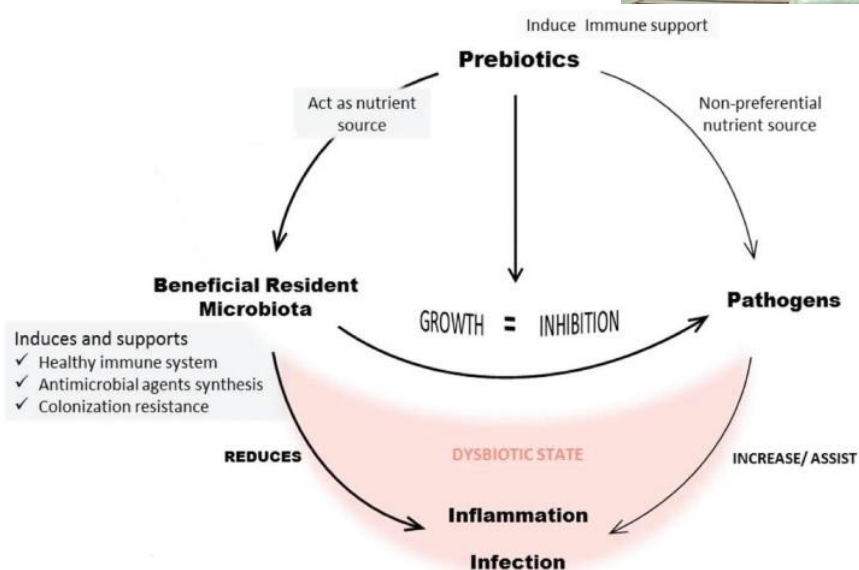 Induce Immune support
Prebiotics
Act as nutrient
source
Non-preferential
nutrient source
Beneficial Resident
Microbiota
GROWTH = INHIBITION
Pathogens
Induces and supports
✓ Healthy immune system
✓ Antimicrobial agents synthesis
✓ Colonization resistance
REDUCES
DYSBIOTIC STATE
INCREASE/ ASSIST
Inflammation
Infection